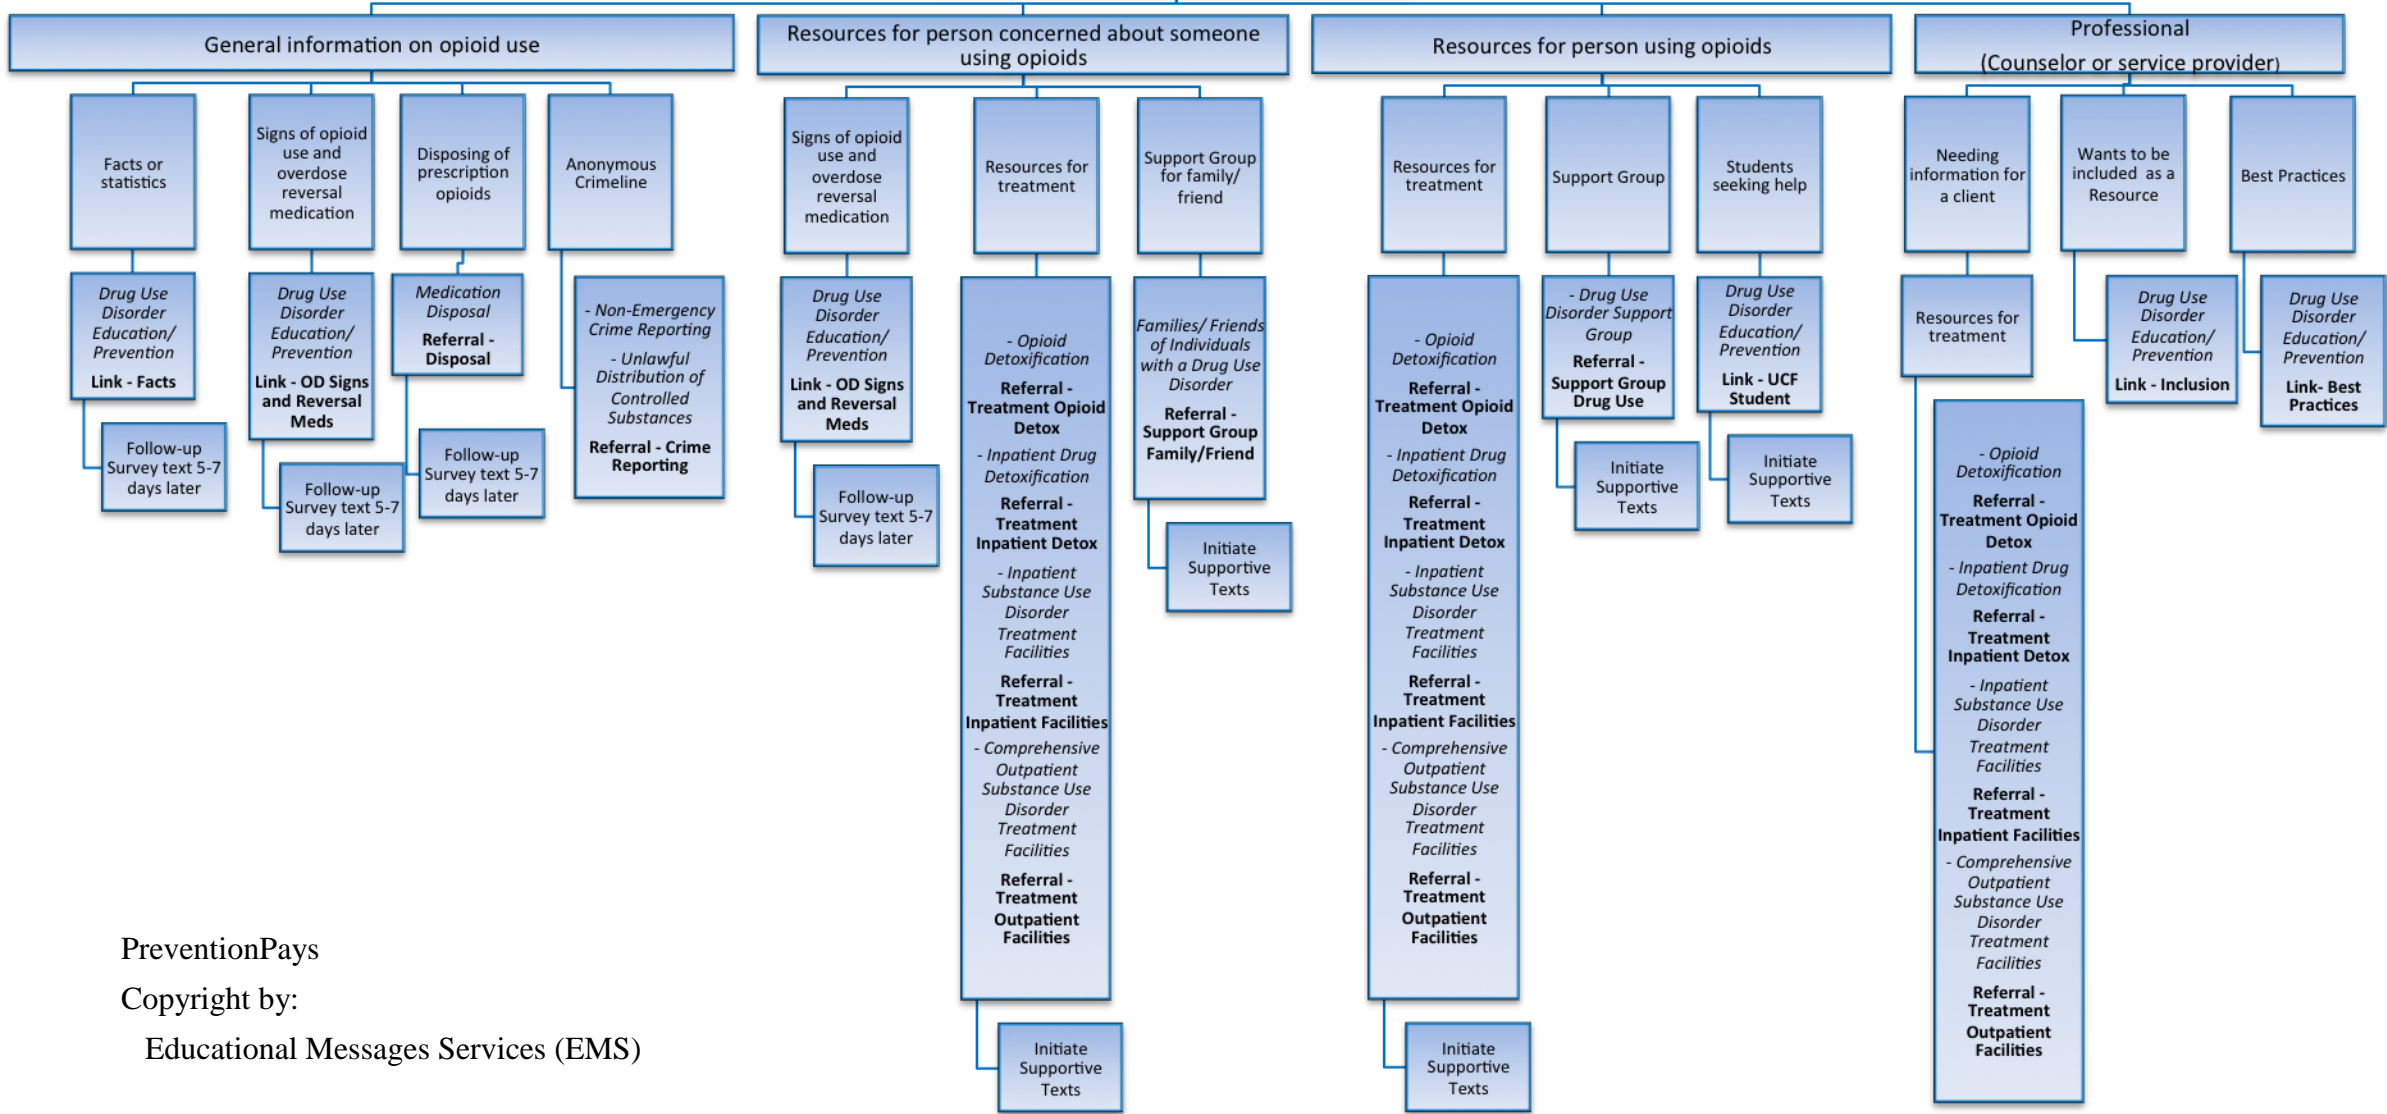 General information on opioid use
Resources for person concerned about someone
using opioids
Resources for person using opioids
Professional
(Counselor or service provider)
Facts or
statistics
Signs of opioid
use and
overdose
reversal
medication
Disposing of
prescription
opioids
Anonymous
Crimeline
Signs of opioid
use and
overdose
reversal
medication
Resources for
treatment
Support Group
for family/
friend
Resources for
treatment
Support Group
Students
seeking help
Needing
information for
a client
Wants to be
included as a
Resource
Best Practices
Drug Use
Disorder
Education/
Prevention
Link - Facts
Drug Use
Disorder
Education/
Prevention
Link - OD Signs
and Reversal
Meds
Medication
Disposal
Referral -
Disposal
- Non-Emergency
Crime Reporting
- Unlawful
Distribution of
Controlled
Substances
Referral - Crime
Reporting
Drug Use
Disorder
Education/
Prevention
Link - OD Signs
and Reversal
Meds
- Opioid
Detoxification
Referral -
Treatment Opioid
Detox
- Inpatient Drug
Detoxification
Referral -
Treatment
Inpatient Detox
- Inpatient
Substance Use
Disorder
Treatment
Facilities
Referral -
Treatment
Inpatient Facilities
- Comprehensive
Outpatient
Substance Use
Disorder
Treatment
Facilities
Referral -
Treatment
Outpatient
Facilities
Families/ Friends
of Individuals
with a Drug Use
Disorder
Referral -
Support Group
Family/Friend
- Opioid
Detoxification
Referral -
Treatment Opioid
Detox
- Inpatient Drug
Detoxification
Referral -
Treatment
Inpatient Detox
- Inpatient
Substance Use
Disorder
Treatment
Facilities
Referral -
Treatment
Inpatient Facilities
- Comprehensive
Outpatient
Substance Use
Disorder
Treatment
Facilities
Referral -
Treatment
Outpatient
Facilities
- Drug Use
Disorder Support
Group
Referral -
Support Group
Drug Use
Drug Use
Disorder
Education/
Prevention
Link - UCF
Student
Resources for
treatment
Drug Use
Disorder
Education/
Prevention
Link - Inclusion
Drug Use
Disorder
Education/
Prevention
Link- Best
Practices
Follow-up
Survey text 5-7
days later
Follow-up
Survey text 5-7
days later
Follow-up
Survey text 5-7
days later
Follow-up
Survey text 5-7
days later
Initiate
Supportive
Texts
Initiate
Supportive
Texts
Initiate
Supportive
Texts
- Opioid
Detoxification
Referral -
Treatment Opioid
Detox
- Inpatient Drug
Detoxification
Referral -
Treatment
Inpatient Detox
- Inpatient
Substance Use
Disorder
Treatment
Facilities
Referral -
Treatment
Inpatient Facilities
- Comprehensive
Outpatient
Substance Use
Disorder
Treatment
Facilities
Referral -
Treatment
Outpatient
Facilities
Initiate
Supportive
Texts
Initiate
Supportive
Texts
PreventionPays
Copyright by:
Educational Messages Services (EMS)